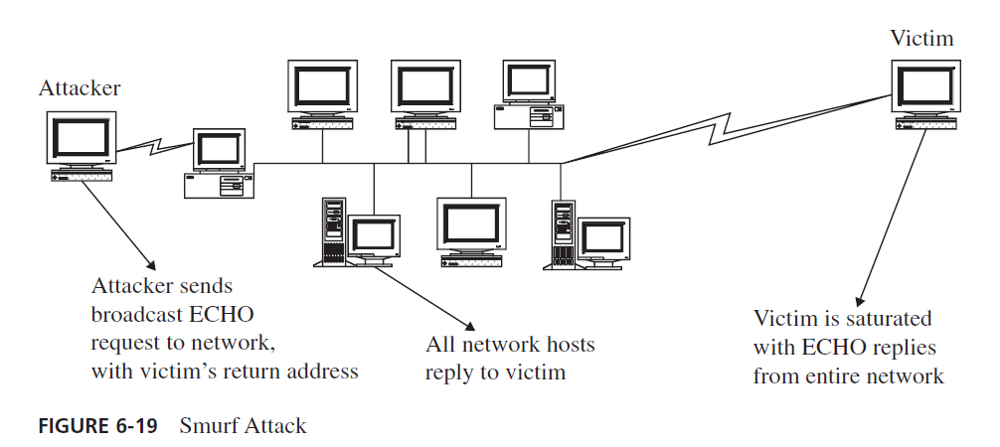 Victim
Attacker
Attacker sends
broadcast ECHO
request to network,
with victim's return address
All network hosts
reply to victim
Victim is saturated
with ECHO replies
from entire network
FIGURE 6-19 Smurf Attack